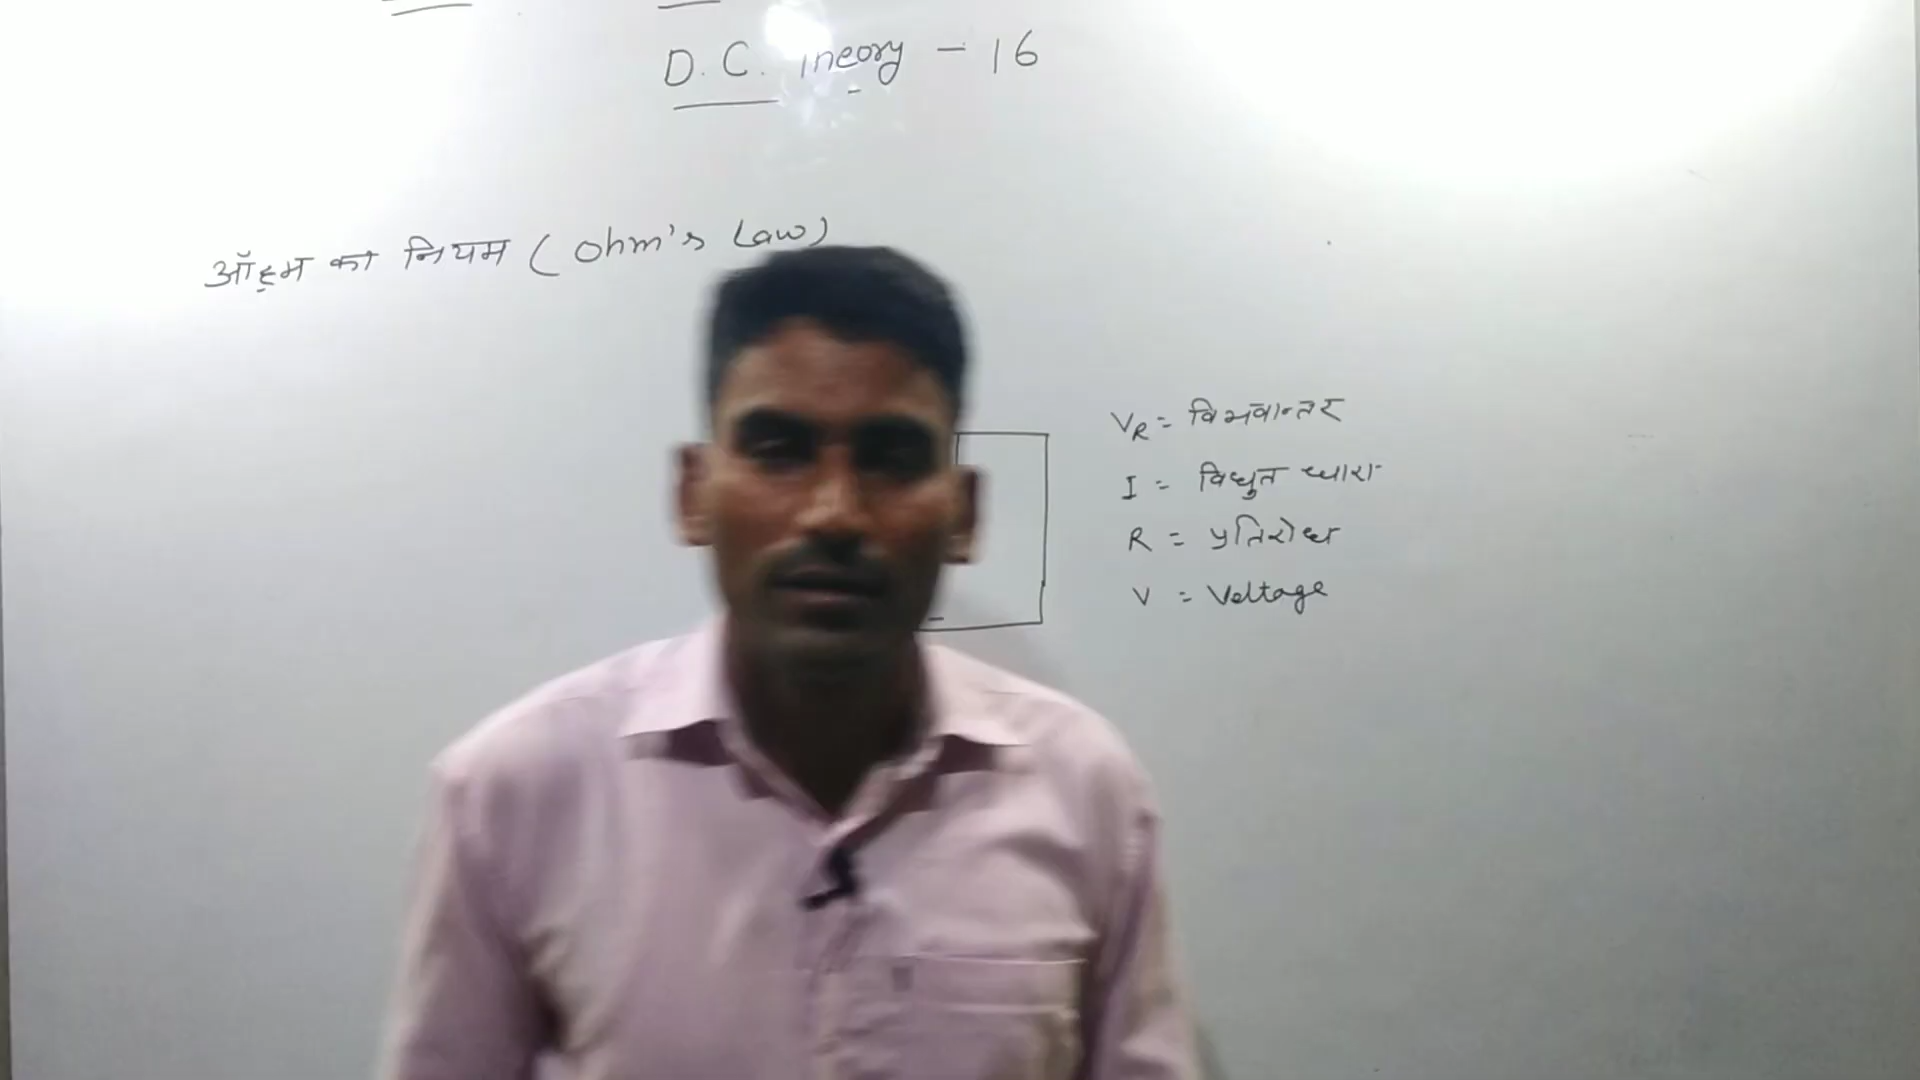 D.C. Theory - 16
ऑह्म का नियम (Ohm's Law)
VR = विभवान्तर
I = विधुत धारा
R = प्रतिरोध
V = Voltage